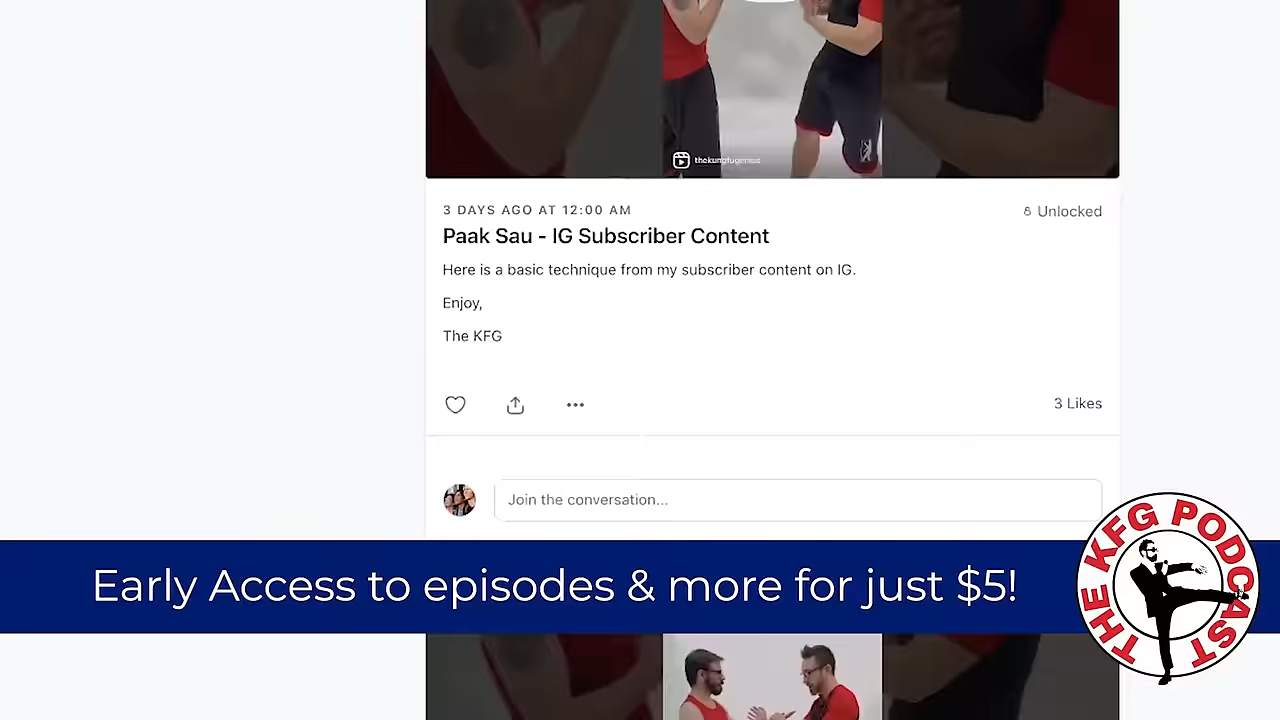 thekungfugenius
3 DAYS AGO AT 12:00 AM
Unlocked
Paak Sau - IG Subscriber Content
Here is a basic technique from my subscriber content on IG.
Enjoy,
The KFG
3 Likes
Join the conversation...
Early Access to episodes & more for just $5!
THE KFG PODCAST